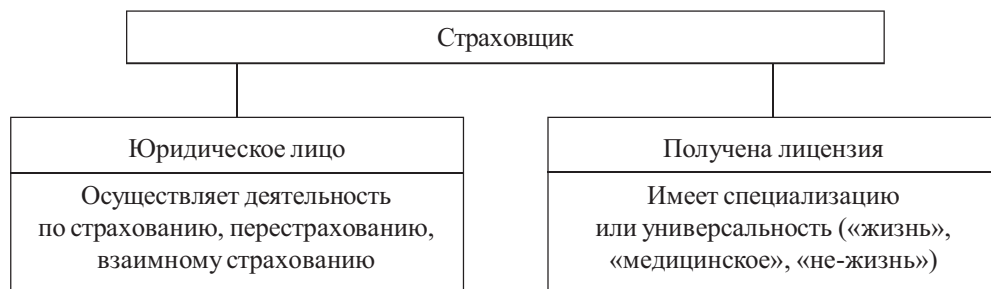 Страховщик
Юридическое лицо
Осуществляет деятельность
по страхованию, перестрахованию,
взаимному страхованию
Получена лицензия
Имеет специализацию
или универсальность («жизнь»,
«медицинское», «не-жизнь»)